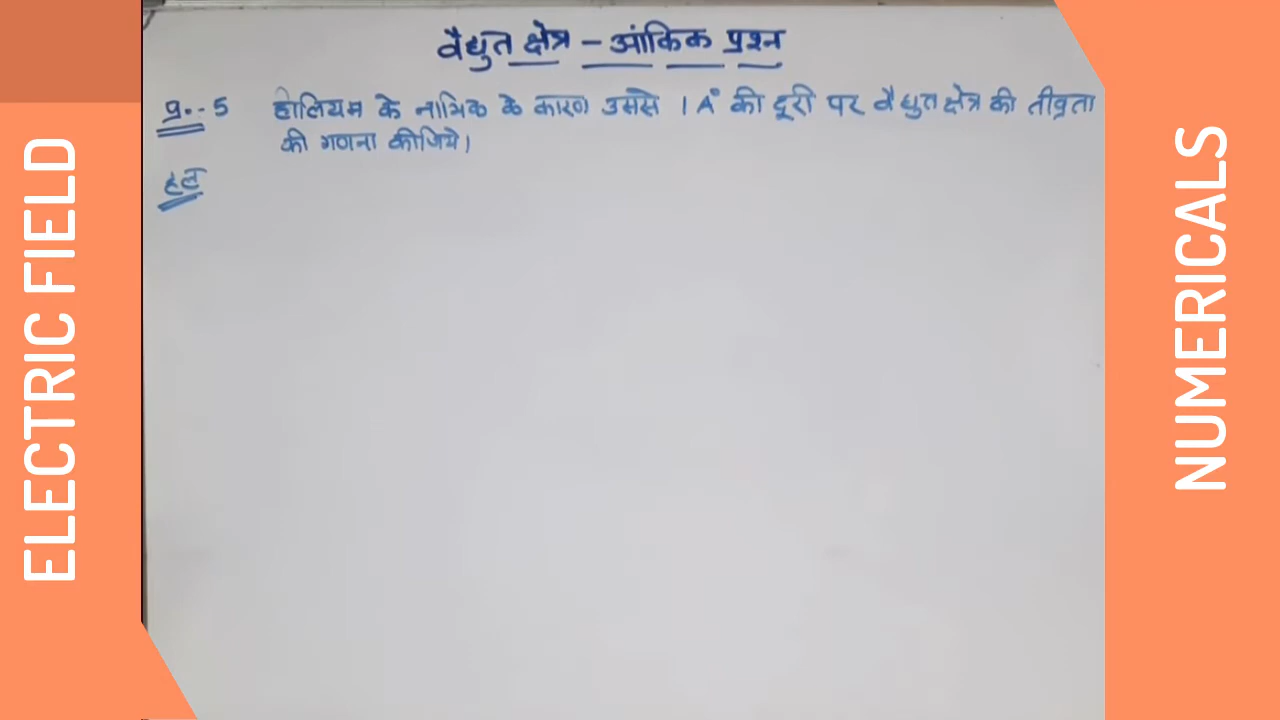 वैद्युत क्षेत्र – आंकिक प्रश्न
प्र.-5 हीलियम के नाभिक के कारण उससे 1 A° की दूरी पर वैद्युत क्षेत्र की तीव्रता
की गणना कीजिये।
हल
ELECTRIC FIELD
NUMERICALS